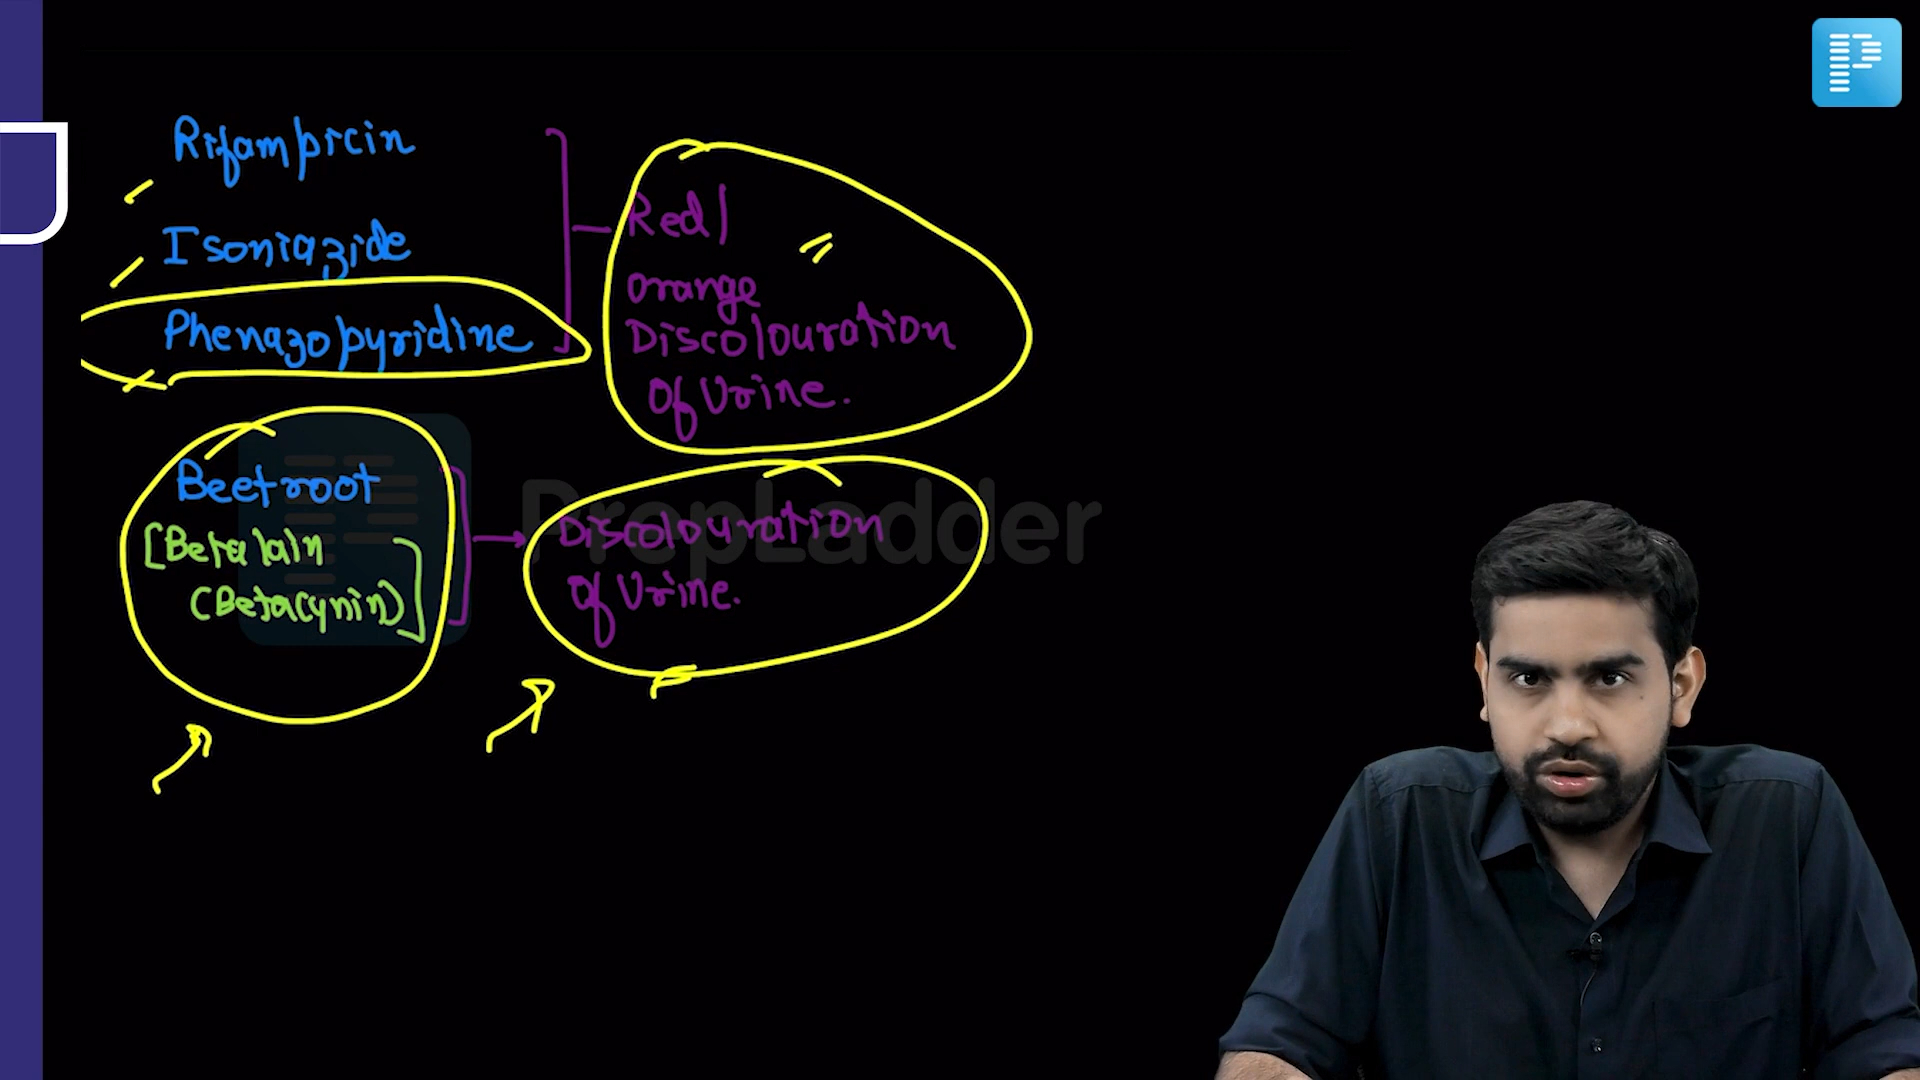 Rifampicin
Isoniazide
Phenazopyridine
Red/
orange
Discolouration
of Urine.
Beetroot
[Betalain
(Betacynin)]
Discolouration
of Urine.
PrepLadder